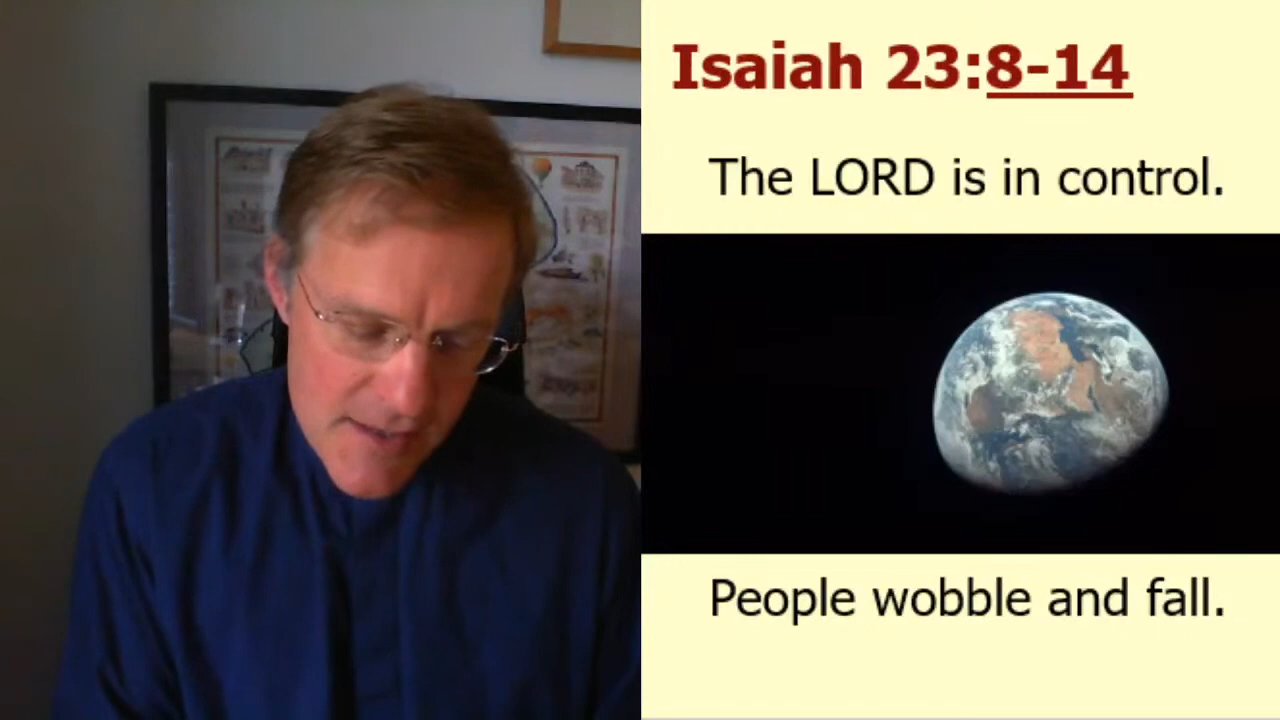 Isaiah 23:8-14
The LORD is in control.
People wobble and fall.